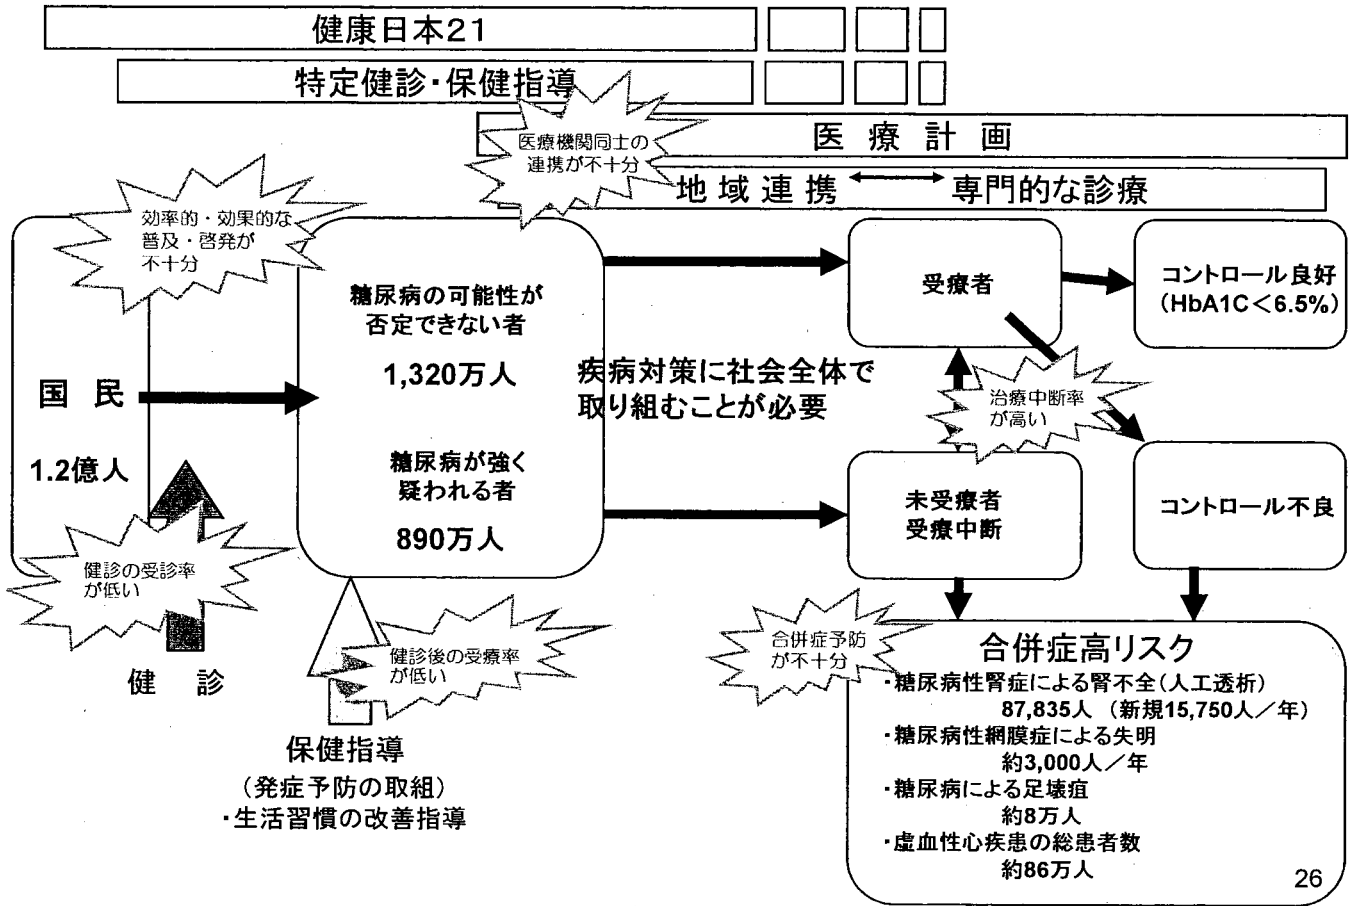 健康日本21
特定健診・保健指導
医療計画
地域連携
専門的な診療
医療機関同士の
連携が不十分
効率的・効果的な
普及・啓発が
不十分
国民
1.2億人
健診の受診率
が低い
健診
糖尿病の可能性が
否定できない者
1,320万人
糖尿病が強く
疑われる者
890万人
健診後の受療率
が低い
保健指導
（発症予防の取組）
・生活習慣の改善指導
疾病対策に社会全体で
取り組むことが必要
受療者
コントロール良好
（HbA1C＜6.5%）
治療中断率
が高い
未受療者
受療中断
コントロール不良
合併症予防
が不十分
合併症高リスク
・糖尿病性腎症による腎不全（人工透析）
87,835人（新規15,750人／年）
・糖尿病性網膜症による失明
約3,000人／年
・糖尿病による足壊疽
約8万人
・虚血性心疾患の総患者数
約86万人
26